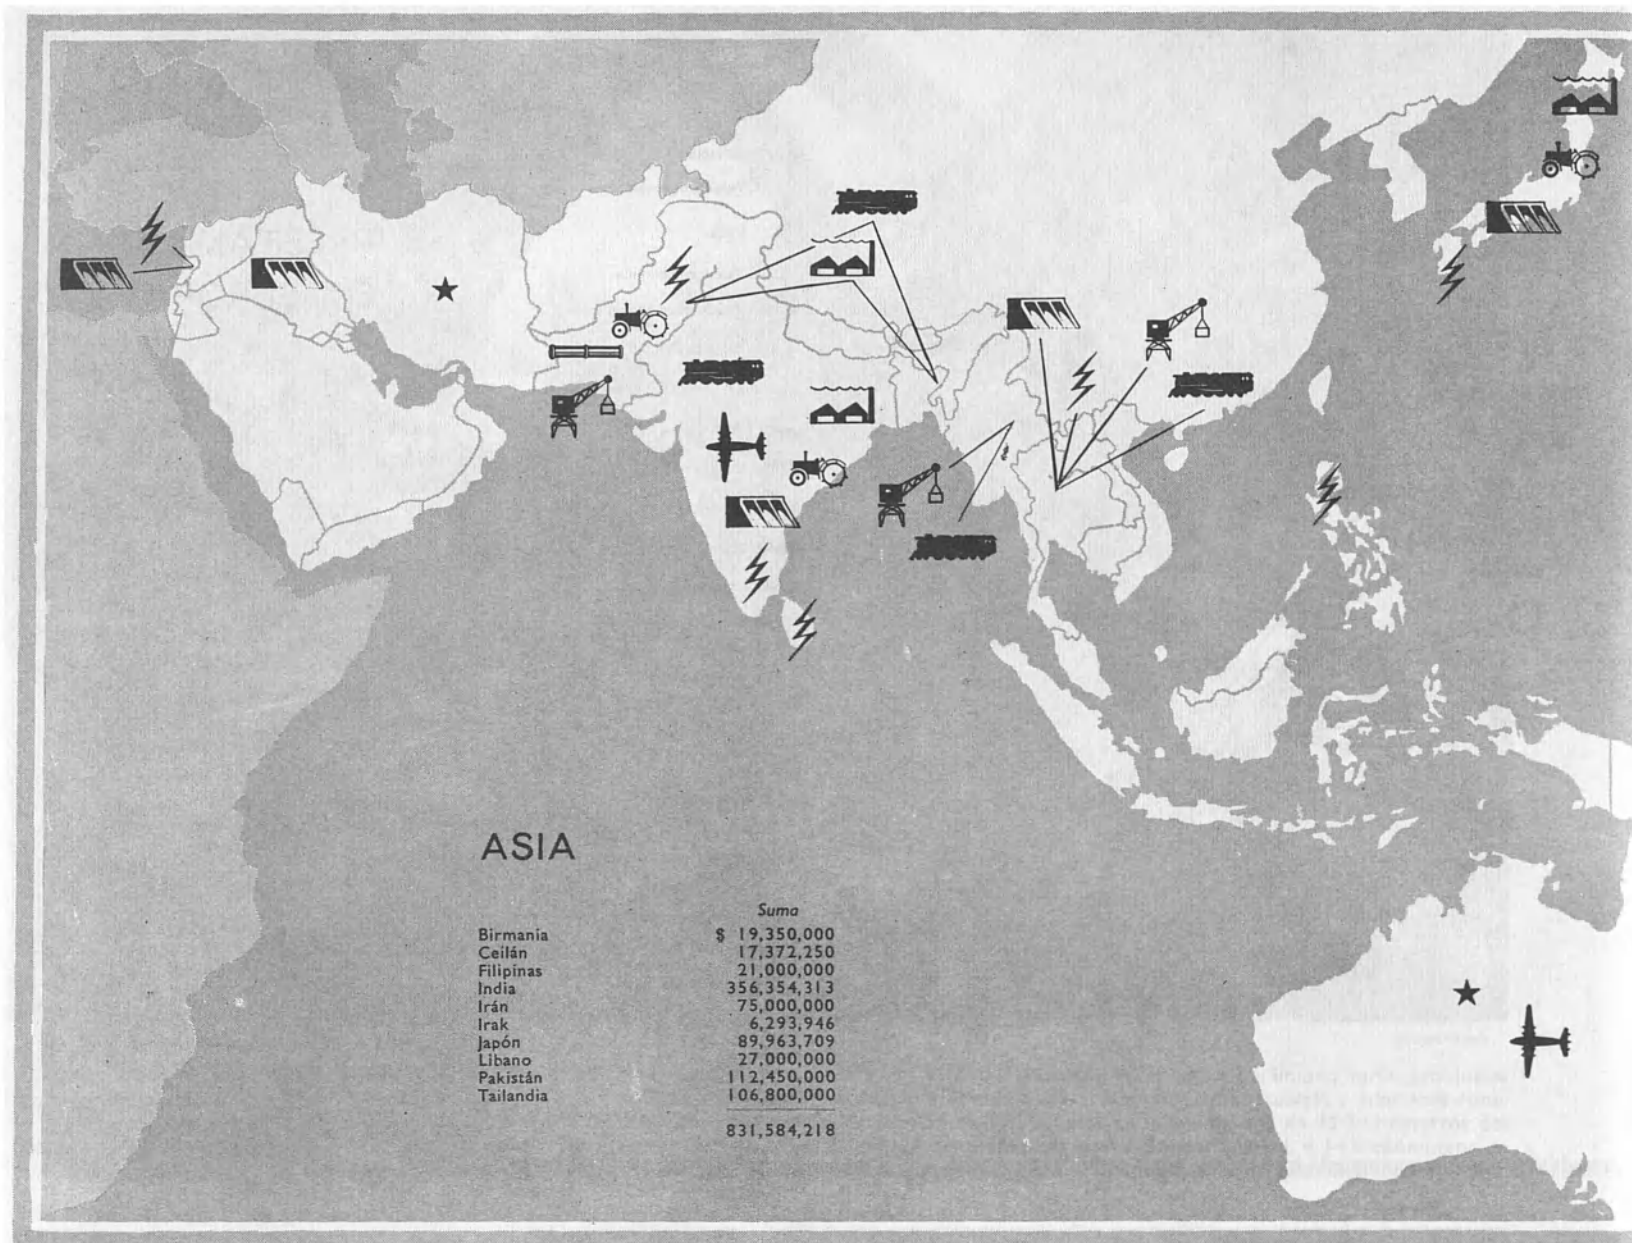 ASIA
Suma
Birmania $ 19,350,000
Ceilán 17,372,250
Filipinas 21,000,000
India 356,354,313
Irán 75,000,000
Irak 6,293,946
Japón 89,963,709
Libano 27,000,000
Pakistán 112,450,000
Tailandia 106,800,000
831,584,218